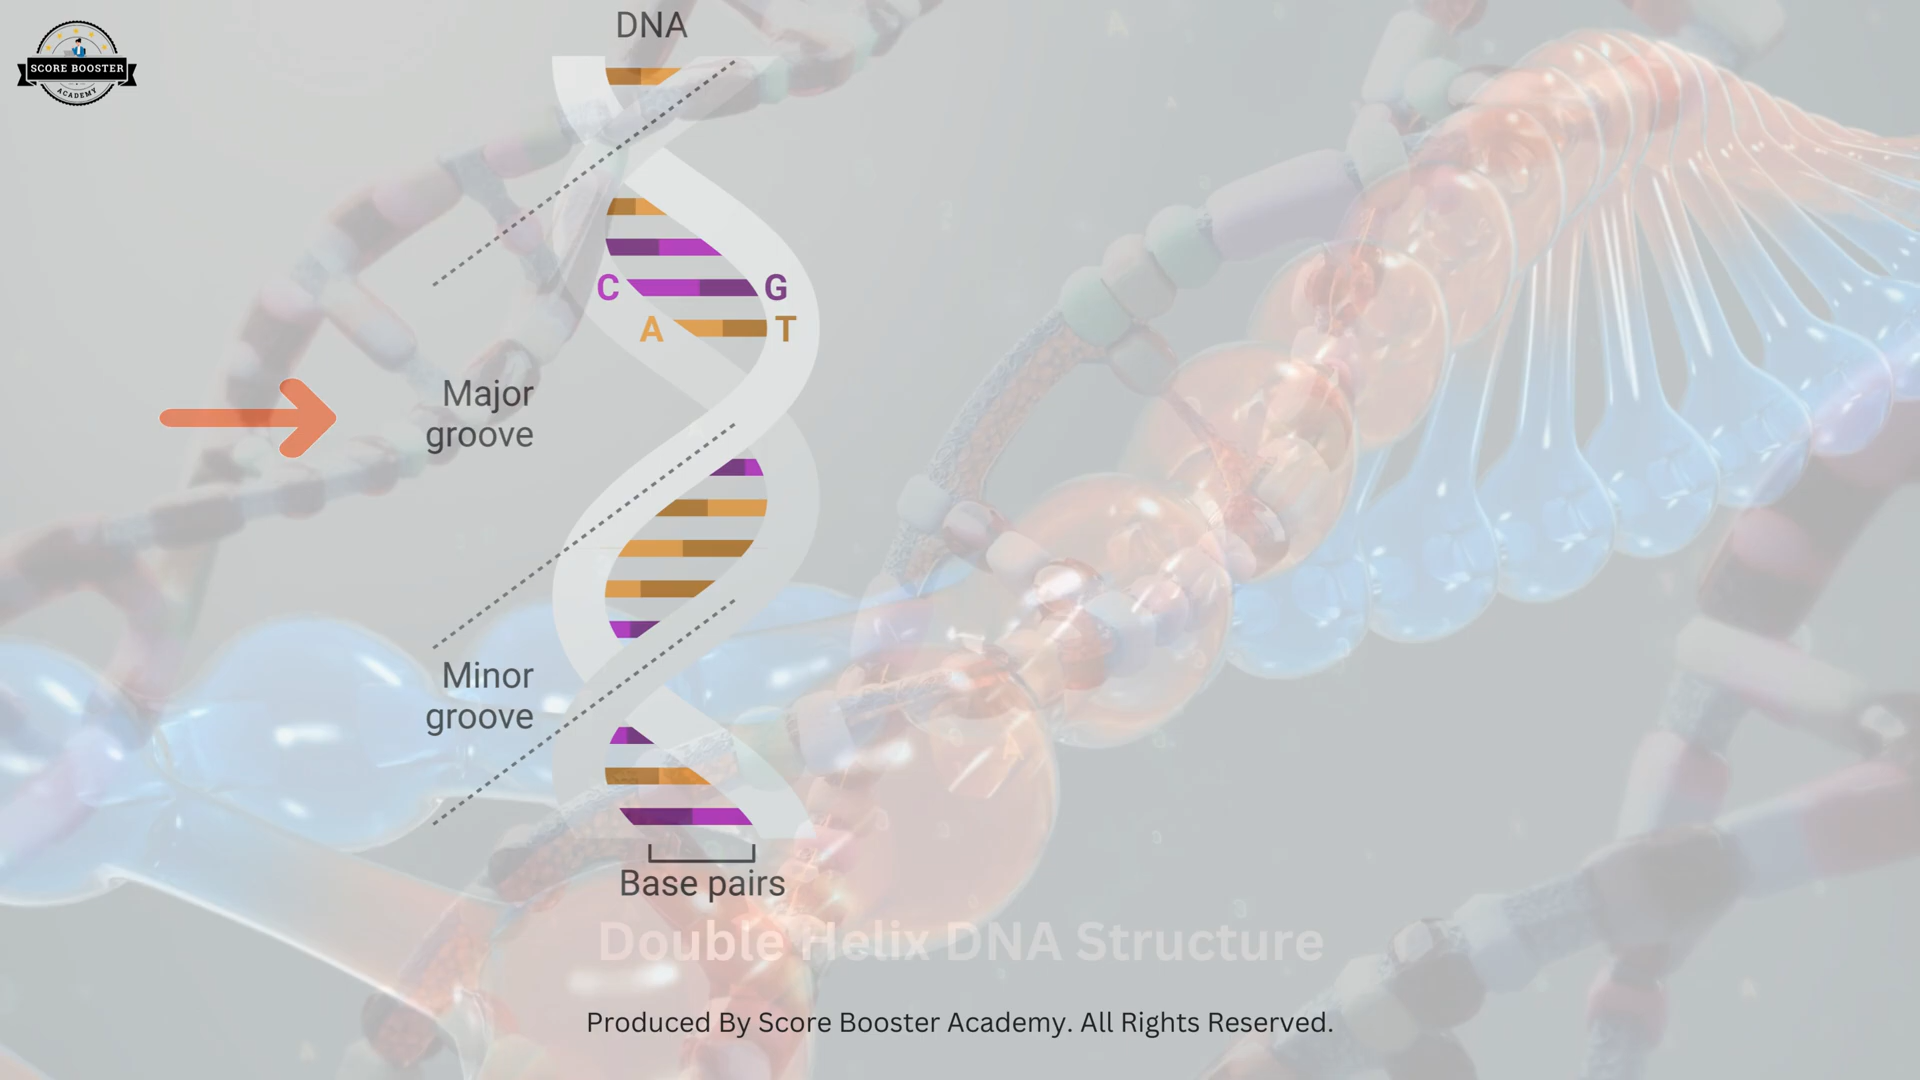 SCORE BOOSTER
ACADEMY
DNA
C G
A T
Major
groove
Minor
groove
Base pairs
Double Helix DNA Structure
Produced By Score Booster Academy. All Rights Reserved.